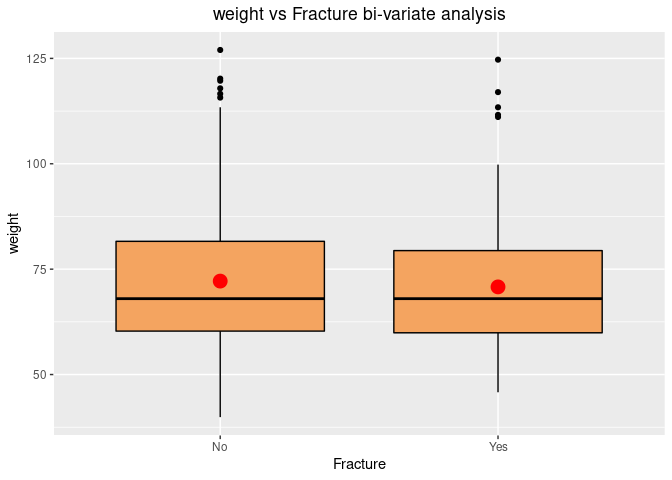 weight vs Fracture bi-variate analysis
125
100
75
50
weight
No Yes
Fracture